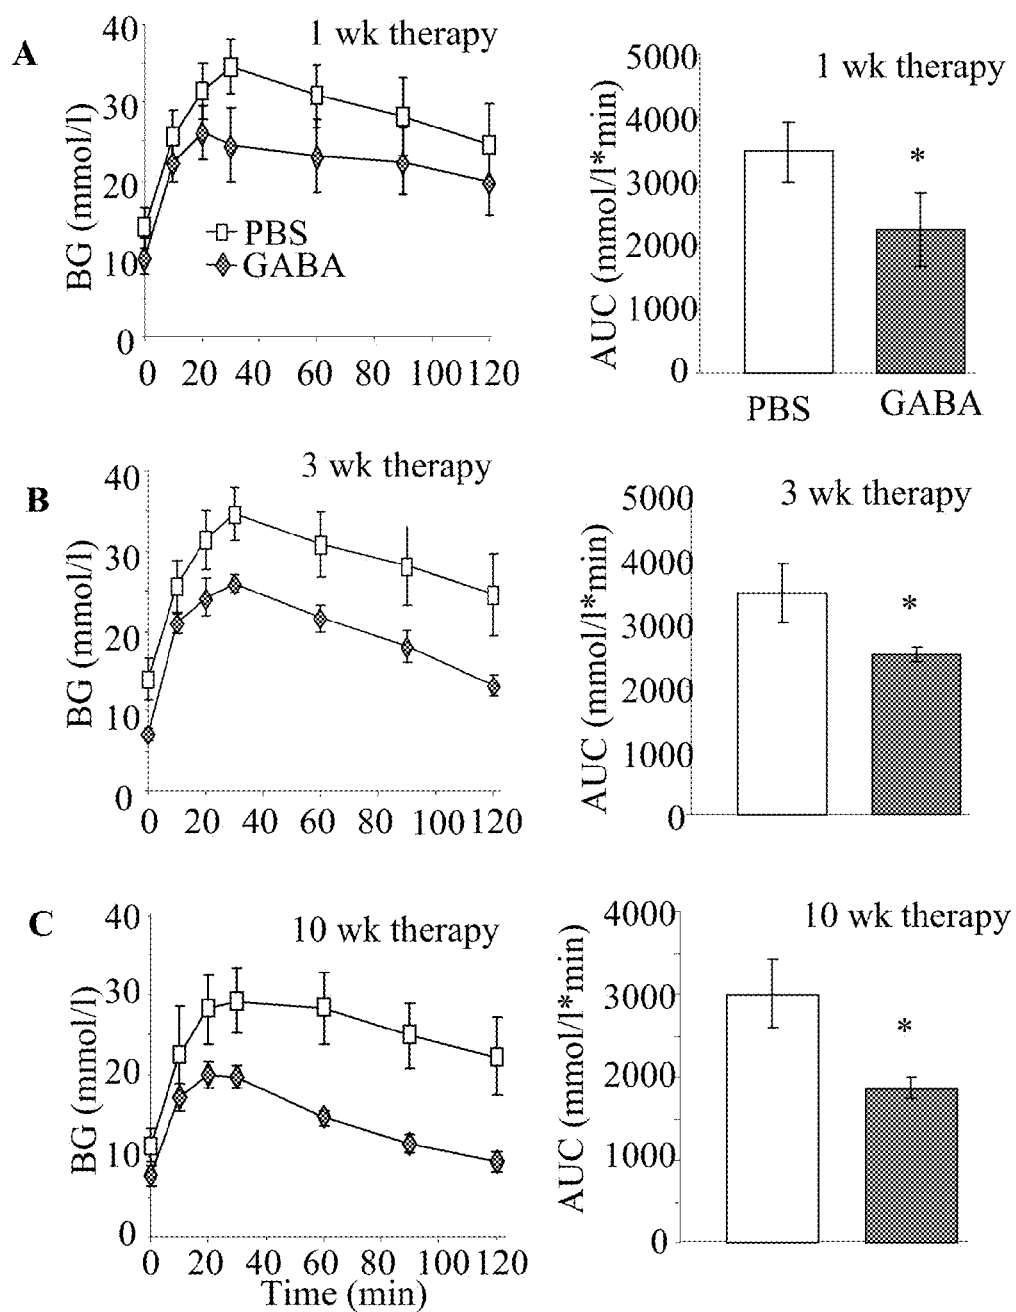 A
1 wk therapy
40
30
20
10
0
BG (mmol/l)
PBS
GABA
0 20 40 60 80 100 120
1 wk therapy
5000
4000
3000
2000
1000
0
AUC (mmol/l*min)
*
PBS GABA
B
3 wk therapy
40
30
20
10
0
BG (mmol/l)
0 20 40 60 80 100 120
3 wk therapy
5000
4000
3000
2000
1000
0
AUC (mmol/l*min)
*
C
10 wk therapy
40
30
20
10
0
BG (mmol/l)
0 20 40 60 80 100 120
Time (min)
10 wk therapy
4000
3000
2000
1000
0
AUC (mmol/l*min)
*